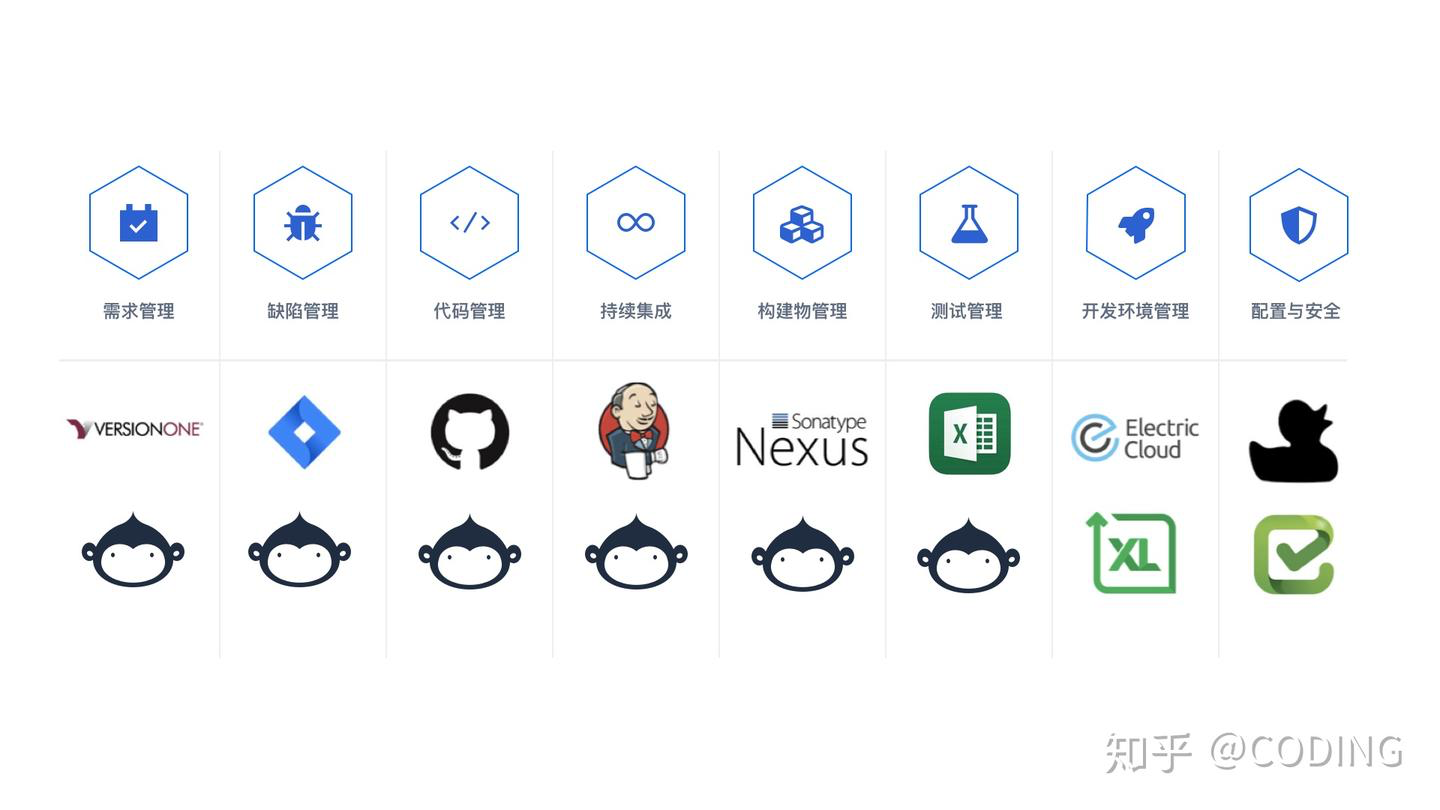 需求管理
缺陷管理
代码管理
持续集成
构建物管理
测试管理
开发环境管理
配置与安全
VERSIONONE
Sonatype
Nexus
X
Electric
Cloud
XL
知乎 @CODING